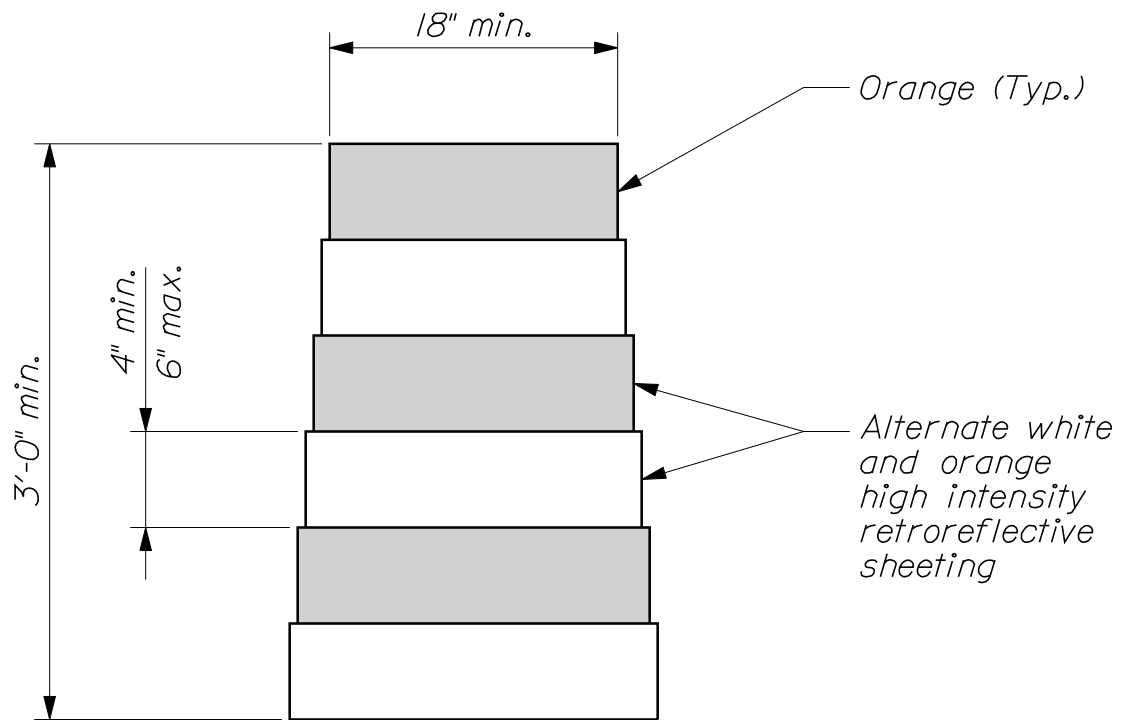 18" min.
Orange (Typ.)
4" min.
6" max.
3'-0" min.
Alternate white
and orange
high intensity
retroreflective
sheeting